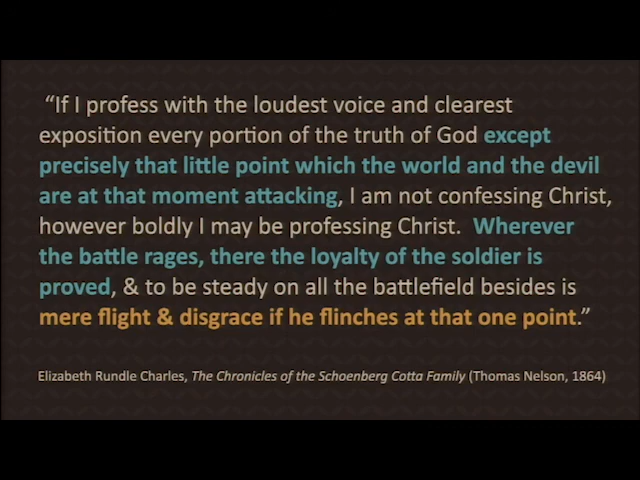 “If I profess with the loudest voice and clearest
exposition every portion of the truth of God except
precisely that little point which the world and the devil
are at that moment attacking, I am not confessing Christ,
however boldly I may be professing Christ.  Wherever
the battle rages, there the loyalty of the soldier is
proved, & to be steady on all the battlefield besides is
mere flight & disgrace if he flinches at that one point.”
Elizabeth Rundle Charles, The Chronicles of the Schoenberg Cotta Family (Thomas Nelson, 1864)